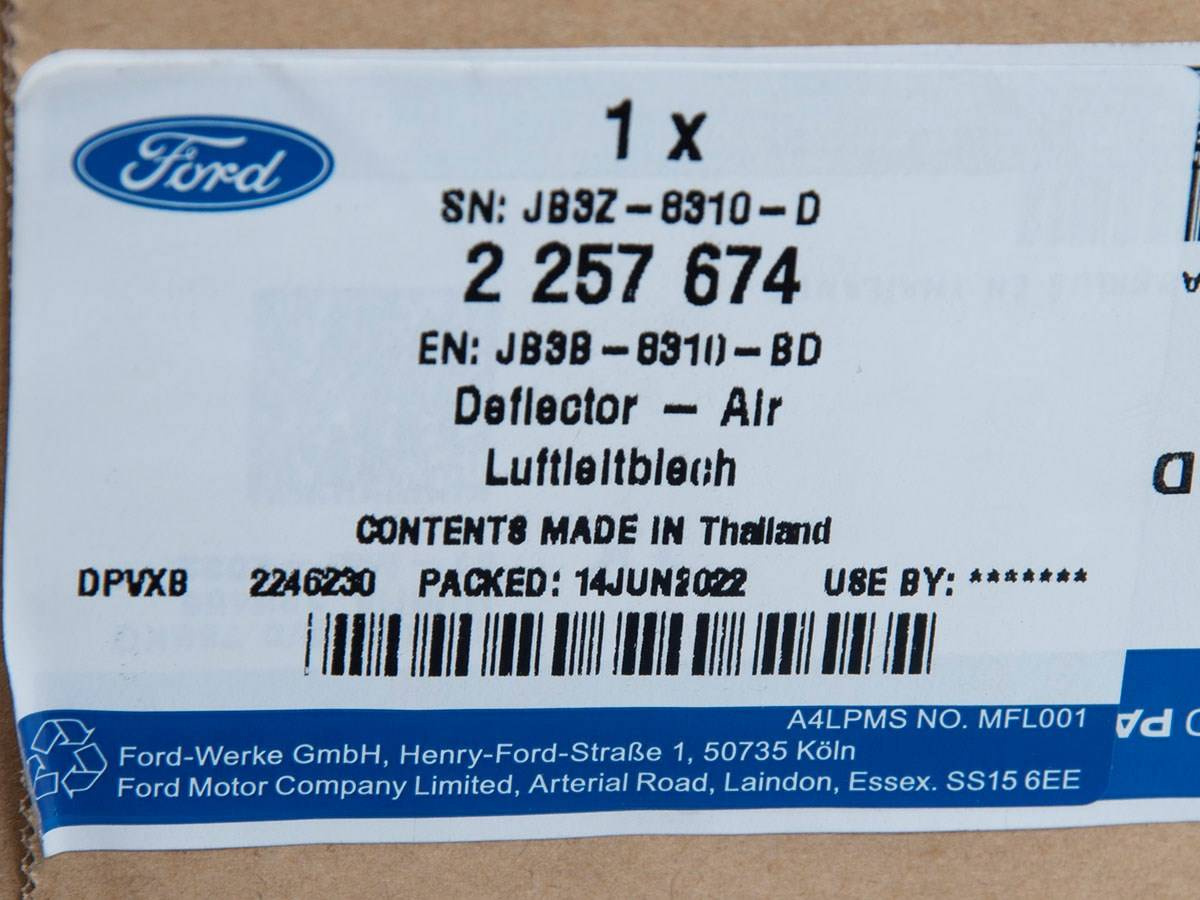 Ford
1 x
SN: JB3Z-8310-D
2 257 674
EN: JB3B-8310-BD
Deflector - Air
Luftleitblech
CONTENTS MADE IN Thailand
DPVXB 2246230 PACKED: 14JUN2022 USE BY: *******
A4LPMS NO. MFL001
Ford-Werke GmbH, Henry-Ford-Straße 1, 50735 Köln
Ford Motor Company Limited, Arterial Road, Laindon, Essex. SS15 6EE
D
PA